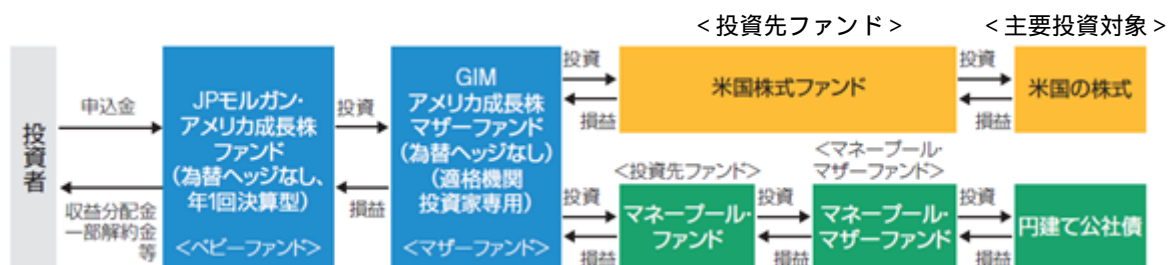 <投資先ファンド>
<主要投資対象>
投資者
申込金
収益分配金
一部解約金
等
JPモルガン・
アメリカ成長株
ファンド
(為替ヘッジなし、
年1回決算型)
<ベビーファンド>
投資
損益
GIM
アメリカ成長株
マザーファンド
(為替ヘッジなし)
(適格機関
投資家専用)
<マザーファンド>
投資
損益
米国株式ファンド
投資
損益
米国の株式
投資
損益
<投資先ファンド>
マネープール・
ファンド
投資
損益
<マネープール・
マザーファンド>
マネープール・
マザーファンド
投資
損益
円建て公社債